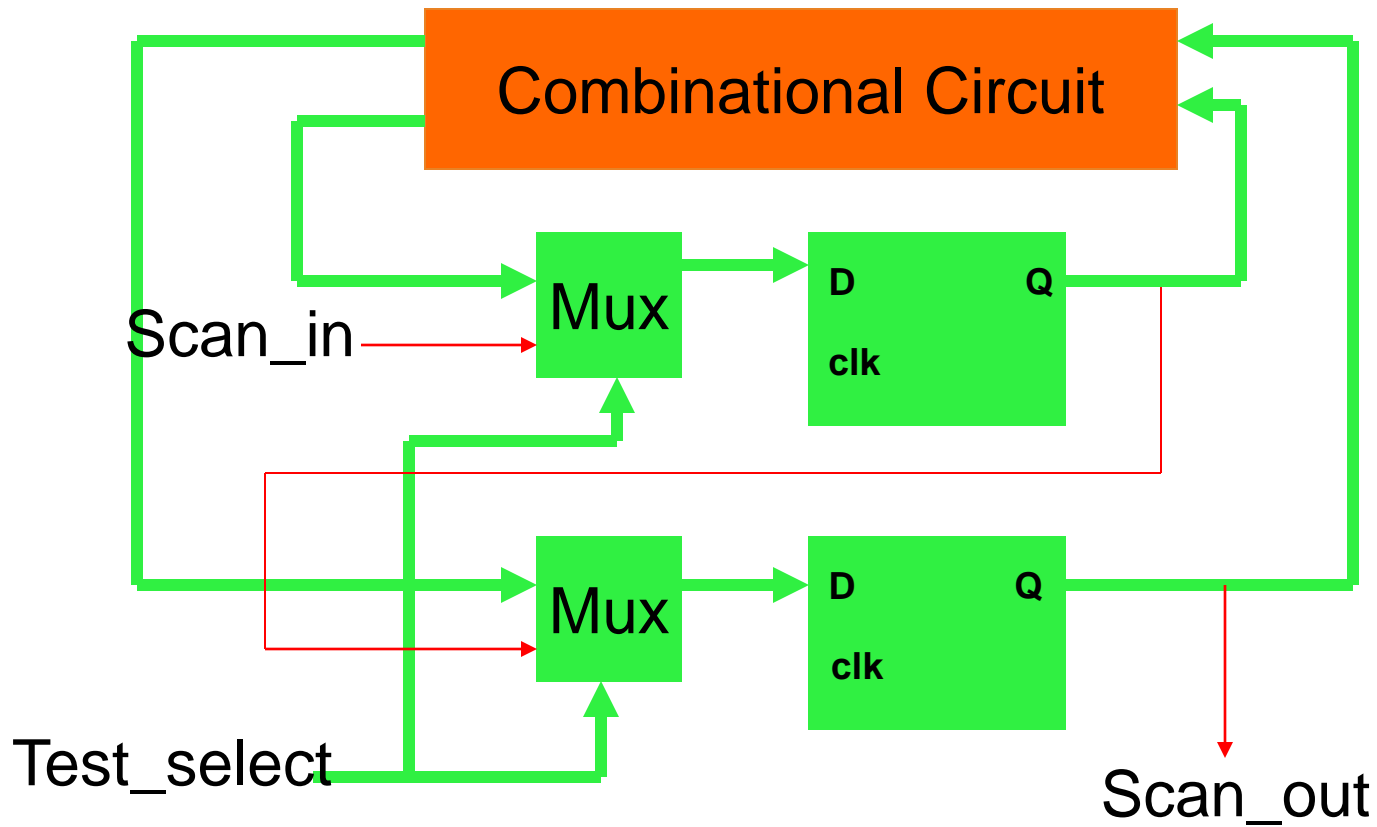 Combinational Circuit
Mux
D
Q
clk
Scan_in
Mux
D
Q
clk
Test_select
Scan_out